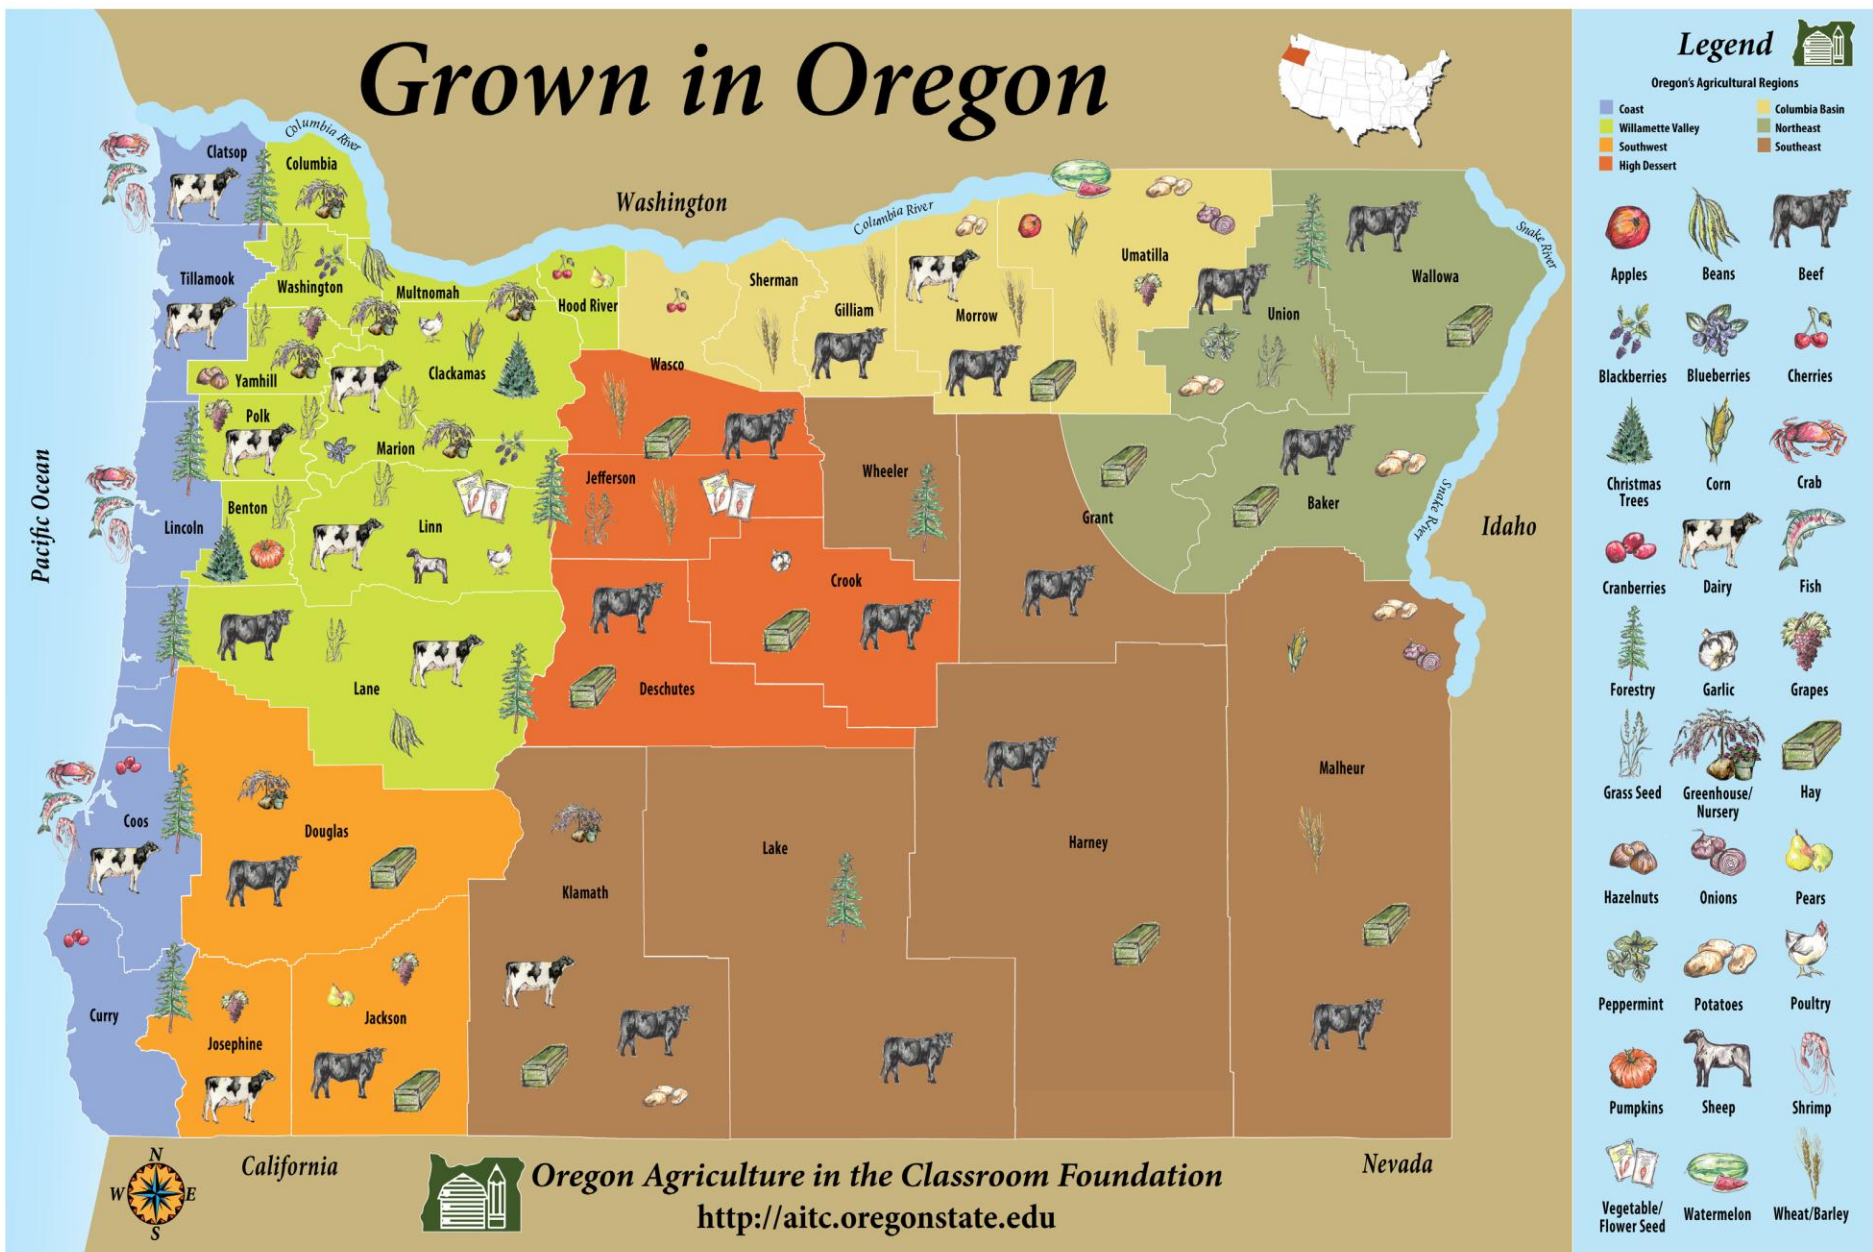 Grown in Oregon
Columbia River
Washington
Columbia River
Snake River
Snake River
Idaho
Pacific Ocean
California
Nevada
Clatsop
Columbia
Tillamook
Washington
Multnomah
Hood River
Sherman
Gilliam
Morrow
Umatilla
Union
Wallowa
Yamhill
Clackamas
Wasco
Polk
Marion
Jefferson
Wheeler
Grant
Baker
Benton
Lincoln
Linn
Crook
Lane
Deschutes
Coos
Douglas
Klamath
Lake
Harney
Malheur
Curry
Josephine
Jackson
N
W
E
S
Oregon Agriculture in the Classroom Foundation
http://aitc.oregonstate.edu
Legend
Oregon's Agricultural Regions
Coast
Willamette Valley
Southwest
High Dessert
Columbia Basin
Northeast
Southeast
Apples
Beans
Beef
Blackberries
Blueberries
Cherries
Christmas
Trees
Corn
Crab
Cranberries
Dairy
Fish
Forestry
Garlic
Grapes
Grass Seed
Greenhouse/
Nursery
Hay
Hazelnuts
Onions
Pears
Peppermint
Potatoes
Poultry
Pumpkins
Sheep
Shrimp
Vegetable/
Flower Seed
Watermelon
Wheat/Barley